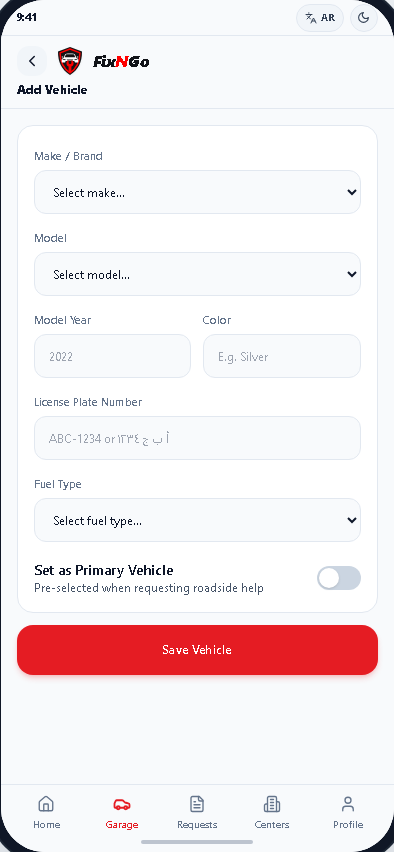 9:41
AR
FixNGo
Add Vehicle
Make / Brand
Select make...
Model
Select model...
Model Year
Color
2022
E.g. Silver
License Plate Number
ABC-1234 or أ ب ج ١٢٣٤
Fuel Type
Select fuel type...
Set as Primary Vehicle
Pre-selected when requesting roadside help
Save Vehicle
Home
Garage
Requests
Centers
Profile